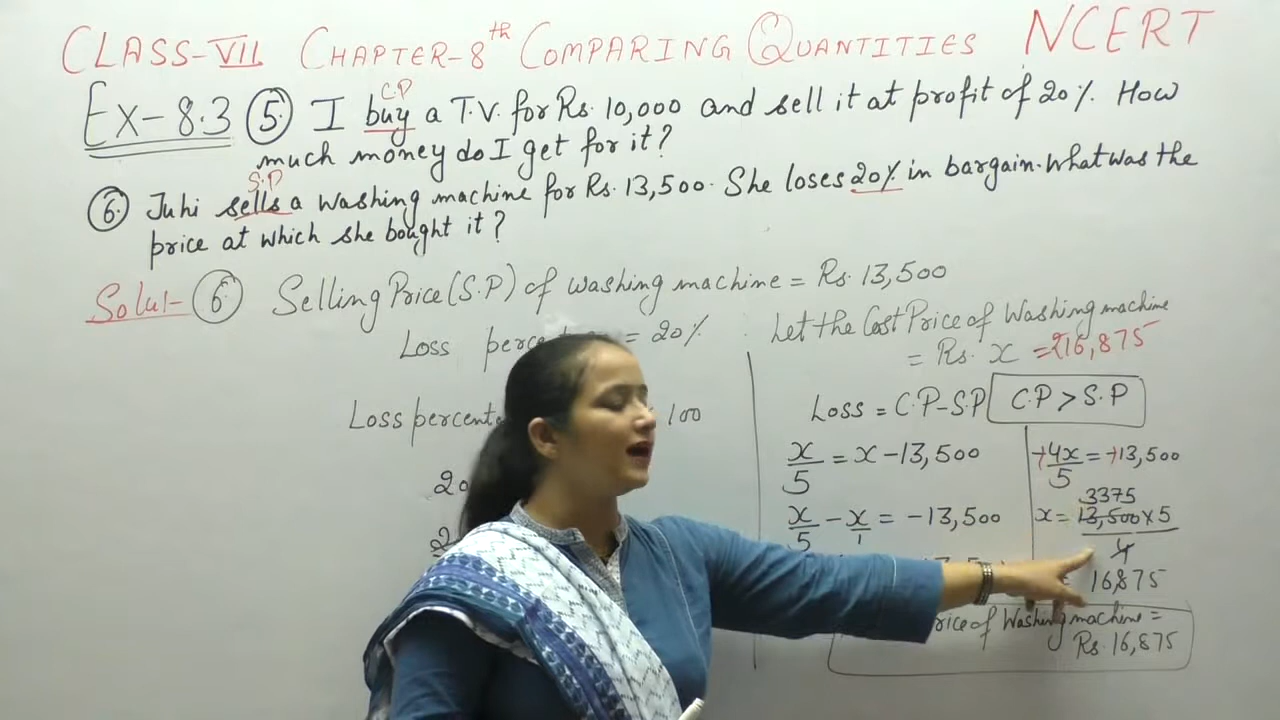 CLASS-VII CHAPTER-8th COMPARING QUANTITIES NCERT
C.P
Ex-8.3 (5.) I buy a T.V. for Rs. 10,000 and sell it at profit of 20%. How
much money do I get for it?
S.P
(6.) Juhi sells a washing machine for Rs. 13,500. She loses 20% in bargain. What was the
price at which she bought it?
Solu:- (6.) Selling Price (S.P) of washing machine = Rs. 13,500
Loss = 20%
Loss 100
20
2
Let the Cost Price of Washing machine
= Rs. x = ₹16,875
Loss = C.P-S.P C.P > S.P
x/5 = x-13,500
x/5 - x/1 = -13,500
+4x/5 = +13,500
3375
x = 13,500 x 5
4
16,875
of Washing machine =
Rs. 16,875